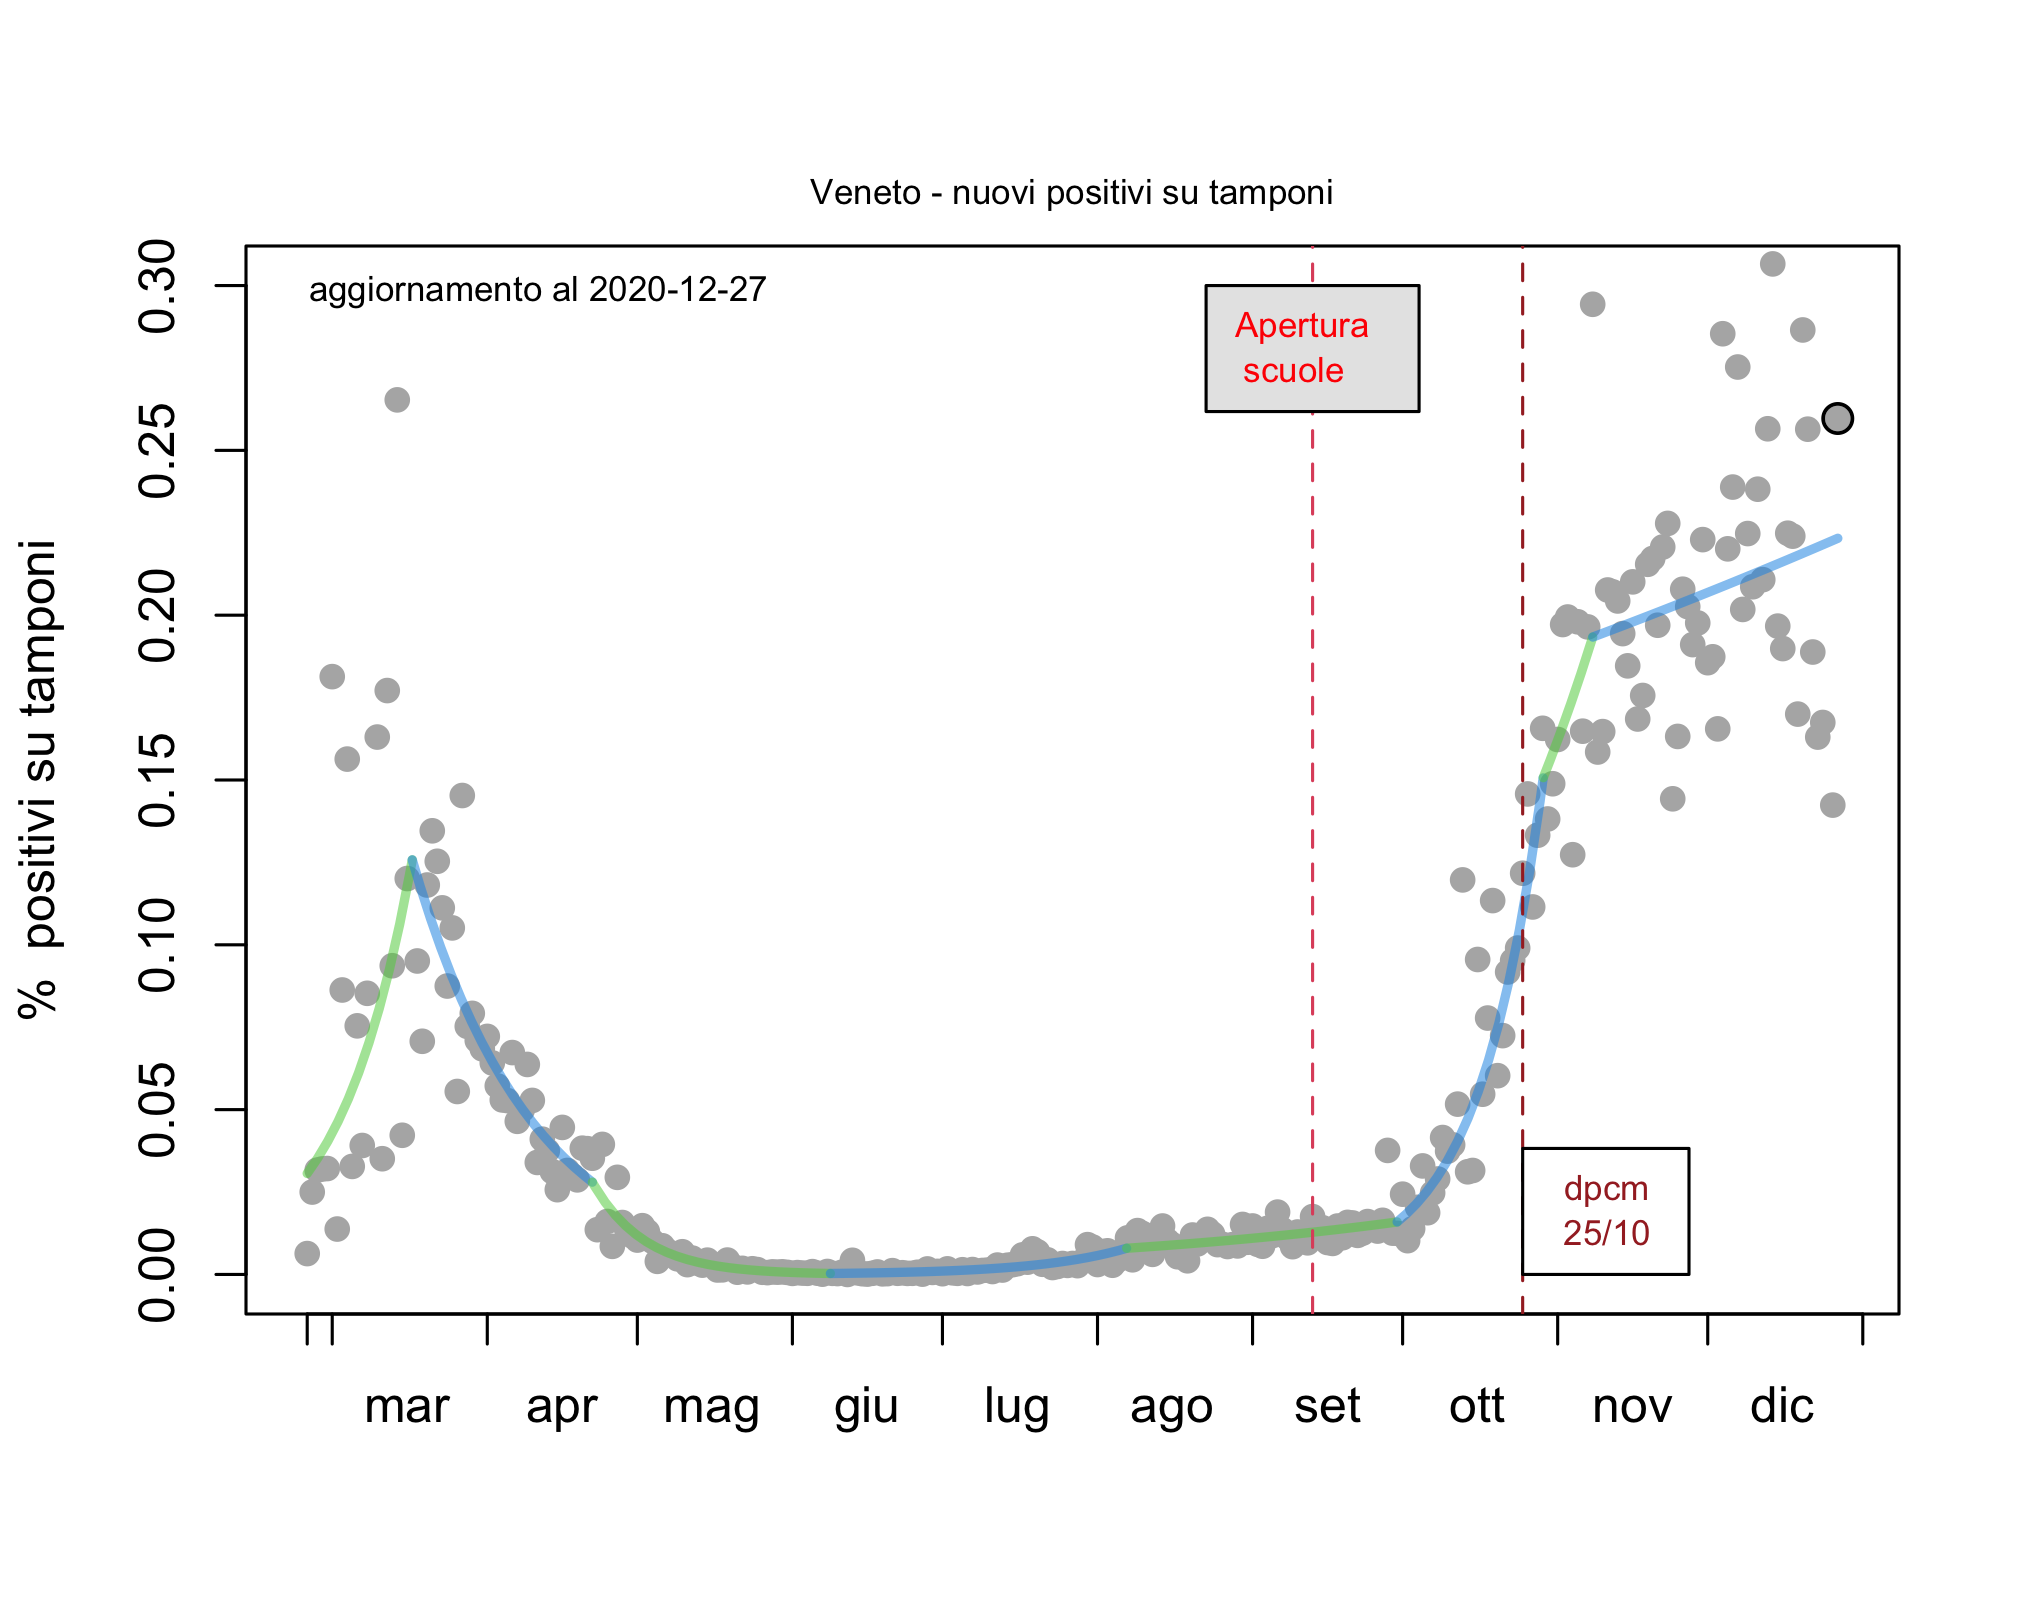 Veneto - nuovi positivi su tamponi
aggiornamento al 2020-12-27
Apertura
scuole
dpcm
25/10
% positivi su tamponi
0.30
0.25
0.20
0.15
0.10
0.05
0.00
mar apr mag giu lug ago set ott nov dic